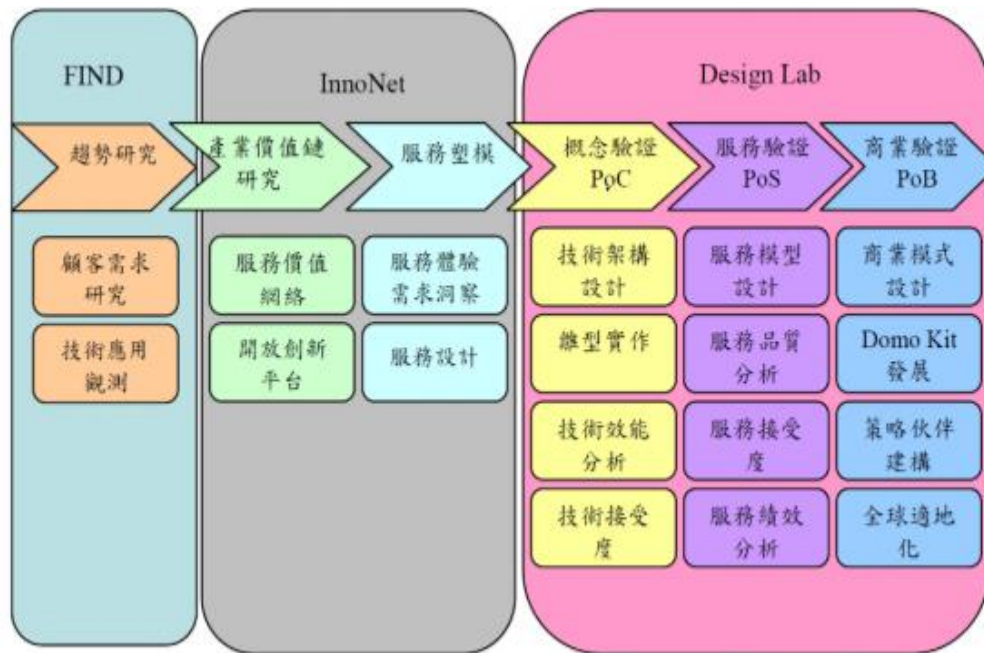 FIND
InnoNet
Design Lab
趨勢研究
產業價值鏈
研究
服務塑模
概念驗證
PoC
服務驗證
PoS
商業驗證
PoB
顧客需求
研究
服務價值
網絡
服務體驗
需求洞察
技術架構
設計
服務模型
設計
商業模式
設計
技術應用
觀測
開放創新
平台
服務設計
雛型實作
服務品質
分析
Domo Kit
發展
技術效能
分析
服務接受
度
策略伙伴
建構
技術接受
度
服務績效
分析
全球適地
化